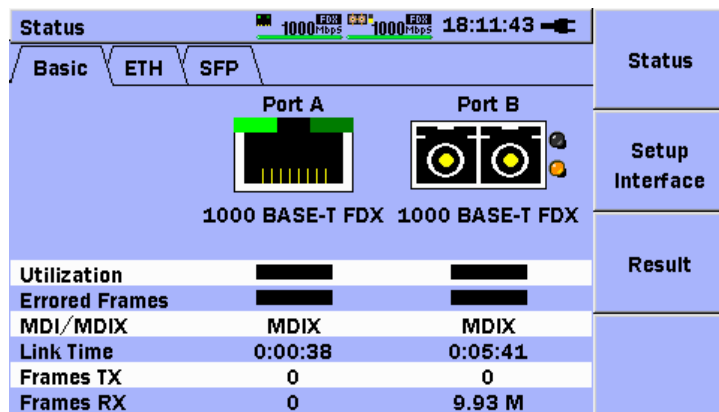 Status 1000 Mbps FDX 1000 Mbps FDX 18:11:43
Basic ETH SFP
Port A Port B
1000 BASE-T FDX 1000 BASE-T FDX
Utilization
Errored Frames
MDI/MDIX MDIX MDIX
Link Time 0:00:38 0:05:41
Frames TX 0 0
Frames RX 0 9.93 M
Status
Setup
Interface
Result